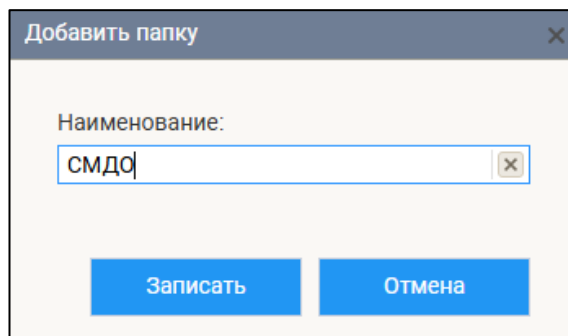 Добавить папку
Наименование:
СМДО
Записать
Отмена